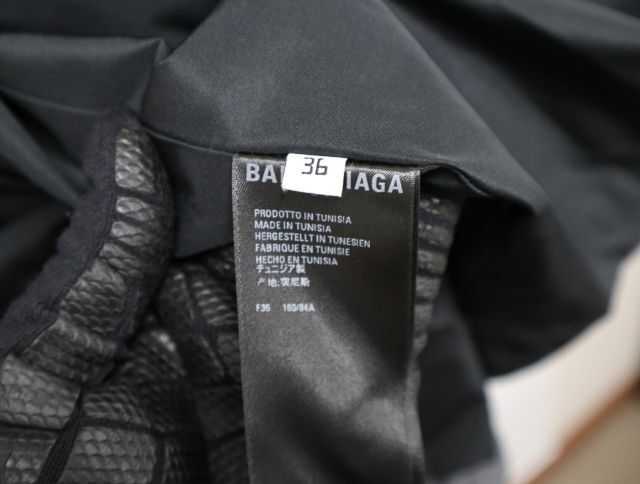 36
BALENCIAGA
PRODOTTO IN TUNISIA
MADE IN TUNISIA
HERGESTELLT IN TUNESIEN
FABRIQUE EN TUNISIE
HECHO EN TUNISIA
チュニジア製
产地:突尼斯
F36 160/84A